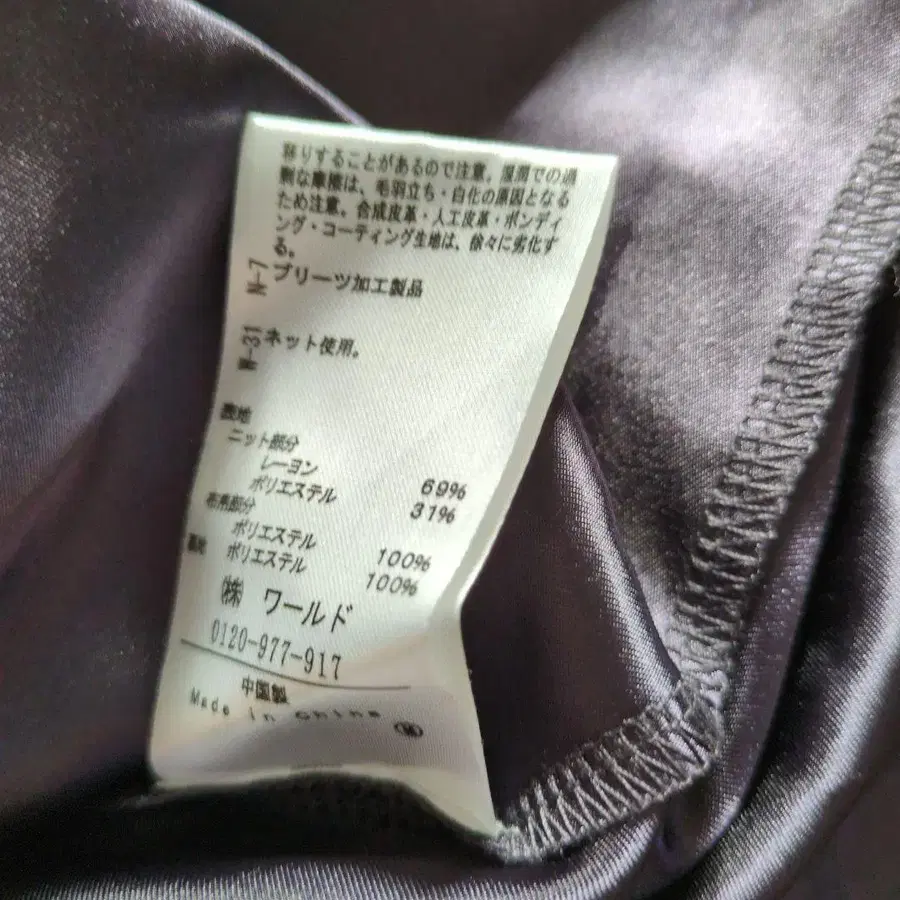 移りすることがあるので注意。湿潤での過
剰な摩擦は、毛羽立ち・白化の原因となる
ため注意。合成皮革・人工皮革・ボンディ
ング・コーティング生地は、徐々に劣化す
る。
N-7 プリーツ加工製品
W-31 ネット使用。
表地
ニット部分
レーヨン 69%
ポリエステル 31%
布帛部分
ポリエステル 100%
裏地 ポリエステル 100%
㈱ ワールド
0120-977-917
中国製
Made in China